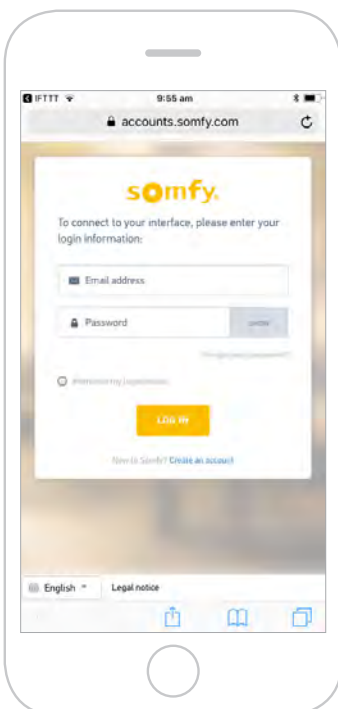 IFTTT
9:55 am
accounts.somfy.com
somfy.
To connect to your interface, please enter your
login information:
Email address
Password
SHOW
LOG IN
New to Somfy? Create an account
English
Legal notice